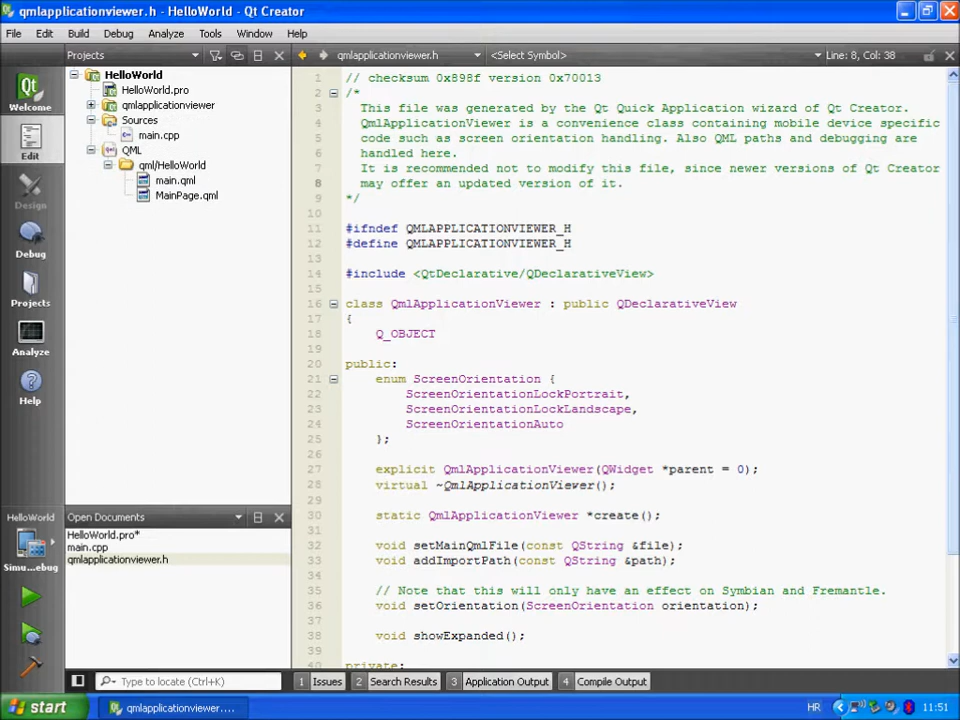 qmlapplicationviewer.h - HelloWorld - Qt Creator
File Edit Build Debug Analyze Tools Window Help
Projects qmlapplicationviewer.h <Select Symbol> Line: 8, Col: 38
Qt
Welcome
Edit
Design
Debug
Projects
Analyze
Help
HelloWorld
HelloWorld.pro
qmlapplicationviewer
Sources
main.cpp
QML
qml/HelloWorld
main.qml
MainPage.qml
1 // checksum 0x898f version 0x70013
2 /*
3 This file was generated by the Qt Quick Application wizard of Qt Creator.
4 QmlApplicationViewer is a convenience class containing mobile device specific
5 code such as screen orientation handling. Also QML paths and debugging are
6 handled here.
7 It is recommended not to modify this file, since newer versions of Qt Creator
8 may offer an updated version of it.
9 */
10
11 #ifndef QMLAPPLICATIONVIEWER_H
12 #define QMLAPPLICATIONVIEWER_H
13
14 #include <QtDeclarative/QDeclarativeView>
15
16 class QmlApplicationViewer : public QDeclarativeView
17 {
18 Q_OBJECT
19
20 public:
21 enum ScreenOrientation {
22 ScreenOrientationLockPortrait,
23 ScreenOrientationLockLandscape,
24 ScreenOrientationAuto
25 };
26
27 explicit QmlApplicationViewer(QWidget *parent = 0);
28 virtual ~QmlApplicationViewer();
29
30 static QmlApplicationViewer *create();
31
32 void setMainQmlFile(const QString &file);
33 void addImportPath(const QString &path);
34
35 // Note that this will only have an effect on Symbian and Fremantle.
36 void setOrientation(ScreenOrientation orientation);
37
38 void showExpanded();
39
40 private:
HelloWorld
Simu...ebug
Open Documents
HelloWorld.pro*
main.cpp
qmlapplicationviewer.h
Type to locate (Ctrl+K) 1 Issues 2 Search Results 3 Application Output 4 Compile Output
start qmlapplicationviewer.... HR 11:51